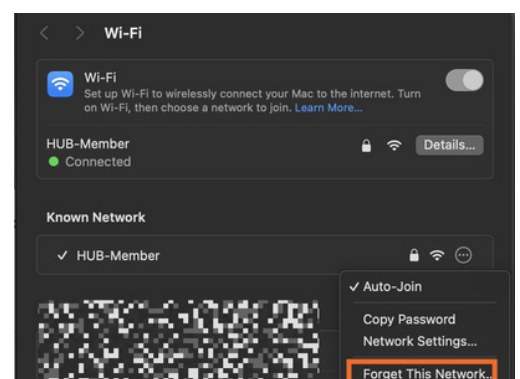 Wi-Fi
Wi-Fi
Set up Wi-Fi to wirelessly connect your Mac to the internet. Turn
on Wi-Fi, then choose a network to join. Learn More...
HUB-Member
Details...
Connected
Known Network
HUB-Member
Auto-Join
Copy Password
Network Settings...
Forget This Network..